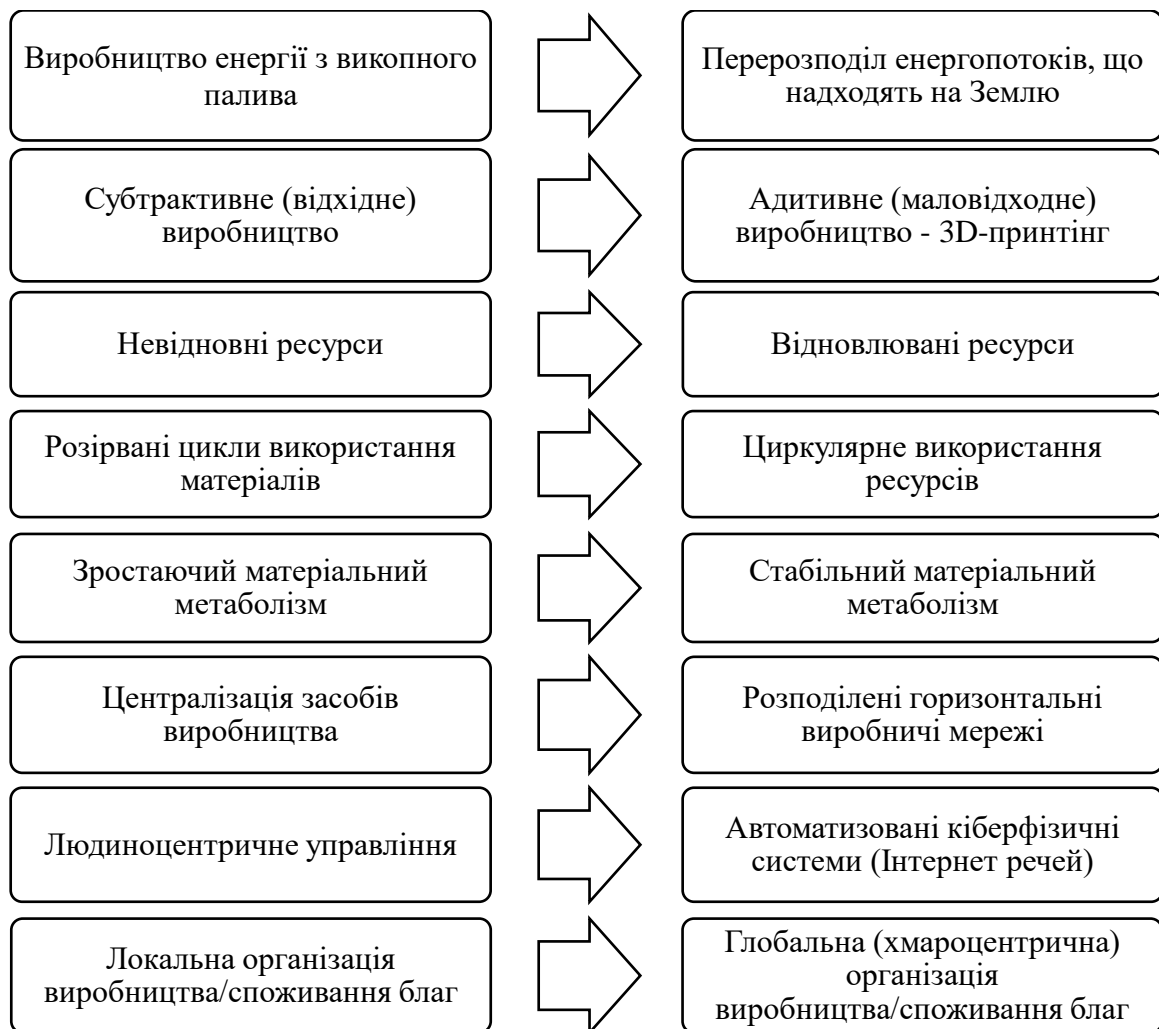 Виробництво енергії з викопного
палива
Перерозподіл енергопотоків, що
надходять на Землю
Субтрактивне (відхідне)
виробництво
Адитивне (маловідходне)
виробництво - 3D-принтінг
Невідновні ресурси
Відновлювані ресурси
Розірвані цикли використання
матеріалів
Циркулярне використання
ресурсів
Зростаючий матеріальний
метаболізм
Стабільний матеріальний
метаболізм
Централізація засобів
виробництва
Розподілені горизонтальні
виробничі мережі
Людиноцентричне управління
Автоматизовані кіберфізичні
системи (Інтернет речей)
Локальна організація
виробництва/споживання благ
Глобальна (хмароцентрична)
організація
виробництва/споживання благ